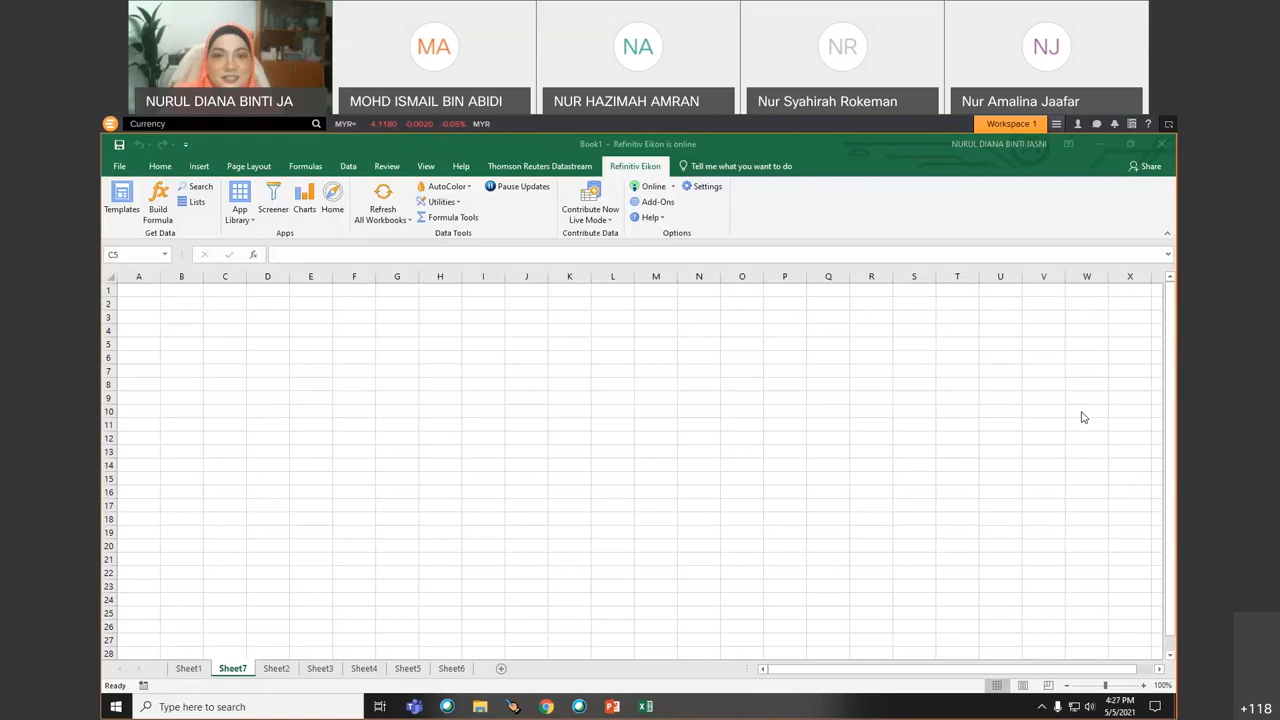 MA
NA
NR
NJ
NURUL DIANA BINTI JA
MOHD ISMAIL BIN ABIDI
NUR HAZIMAH AMRAN
Nur Syahirah Rokeman
Nur Amalina Jaafar
Currency
MYR= 4.1180 -0.0020 -0.05% MYR
Workspace 1
Book1 - Refinitiv Eikon is online
NURUL DIANA BINTI JASNI
File Home Insert Page Layout Formulas Data Review View Help Thomson Reuters Datastream Refinitiv Eikon Tell me what you want to do Share
Search AutoColor Pause Updates Online Settings
Lists Utilities Add-Ons
Templates Build Formula App Library Screener Charts Home Refresh All Workbooks Formula Tools Contribute Now Live Mode Help
Get Data Apps Data Tools Contribute Data Options
C5 fx
A B C D E F G H I J K L M N O P Q R S T U V W X
1
2
3
4
5
6
7
8
9
10
11
12
13
14
15
16
17
18
19
20
21
22
23
24
25
26
27
28
Sheet1 Sheet7 Sheet2 Sheet3 Sheet4 Sheet5 Sheet6
Ready 100%
Type here to search
4:27 PM
5/5/2021
+118